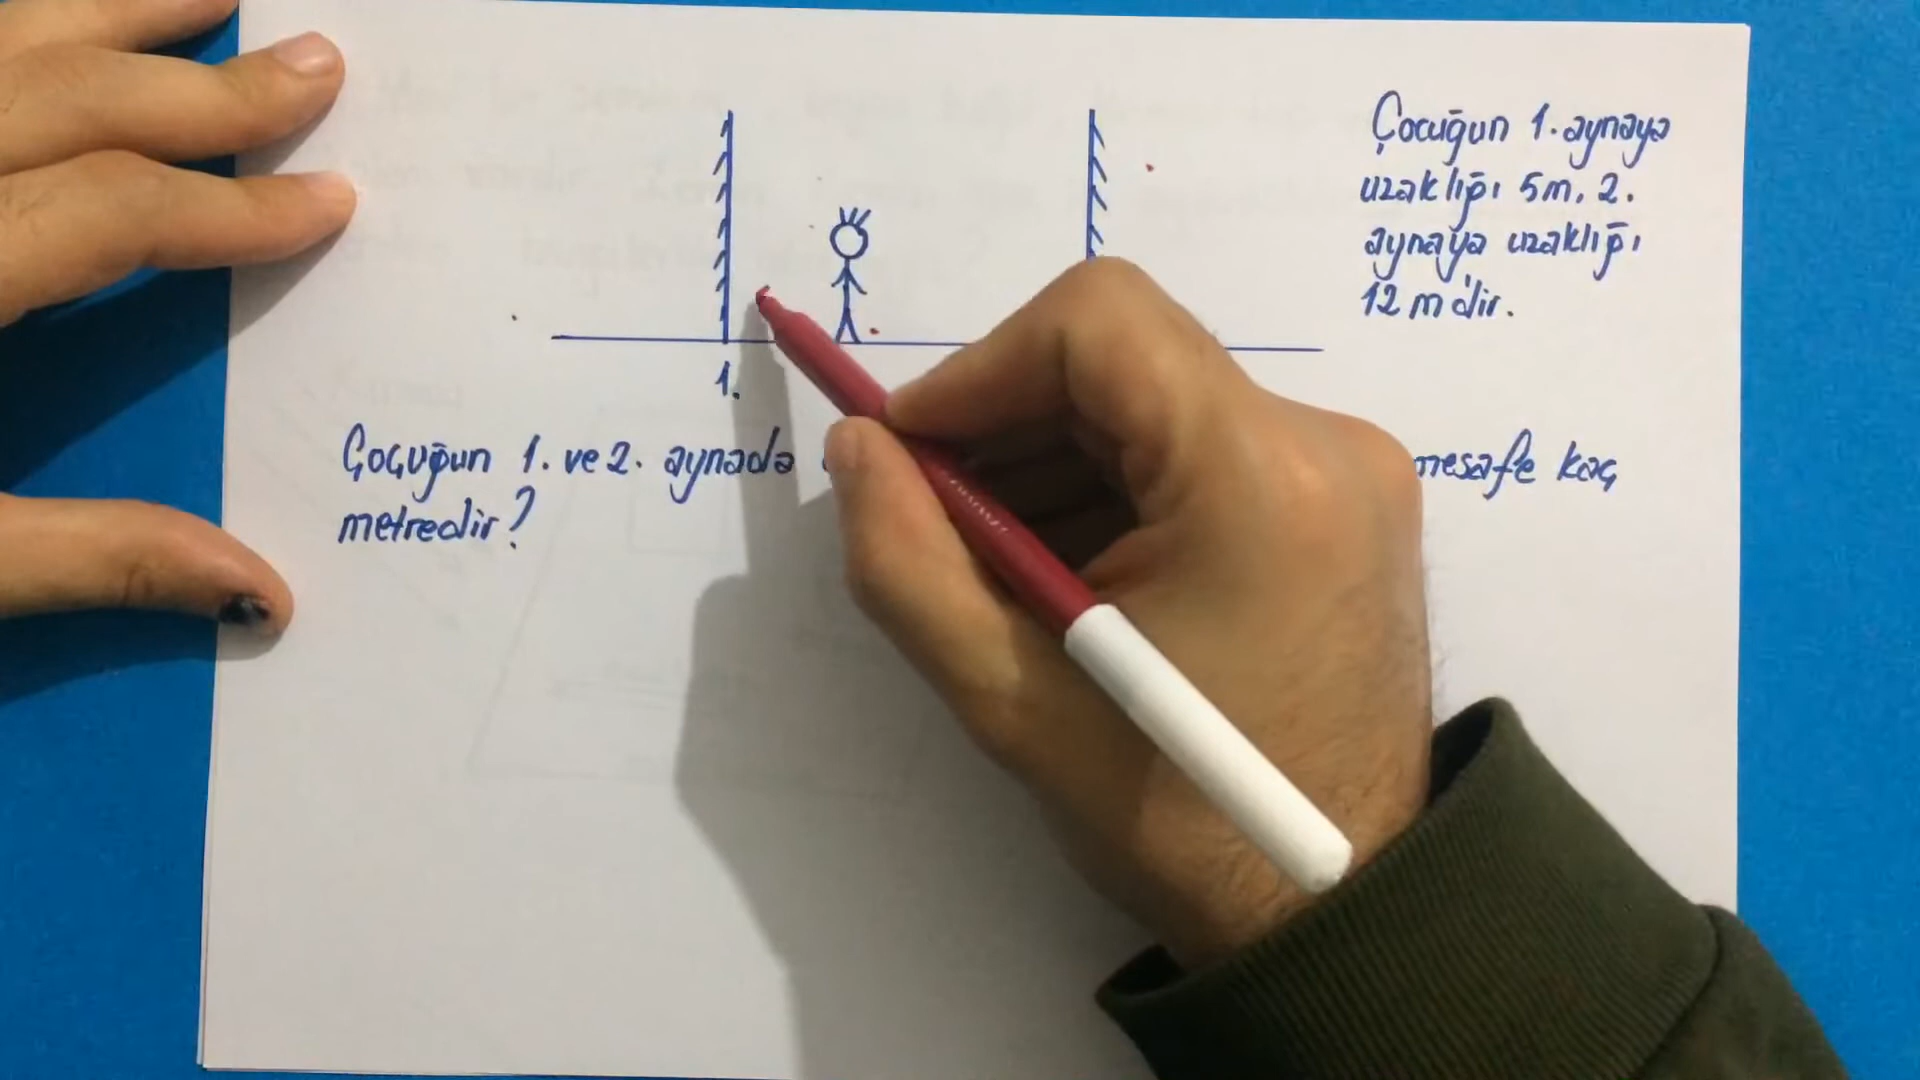 Çocuğun 1. aynaya
uzaklığı 5m, 2.
aynaya uzaklığı
12 m'dir.
1.
Çocuğun 1. ve 2. aynada mesafe kaç
metredir?